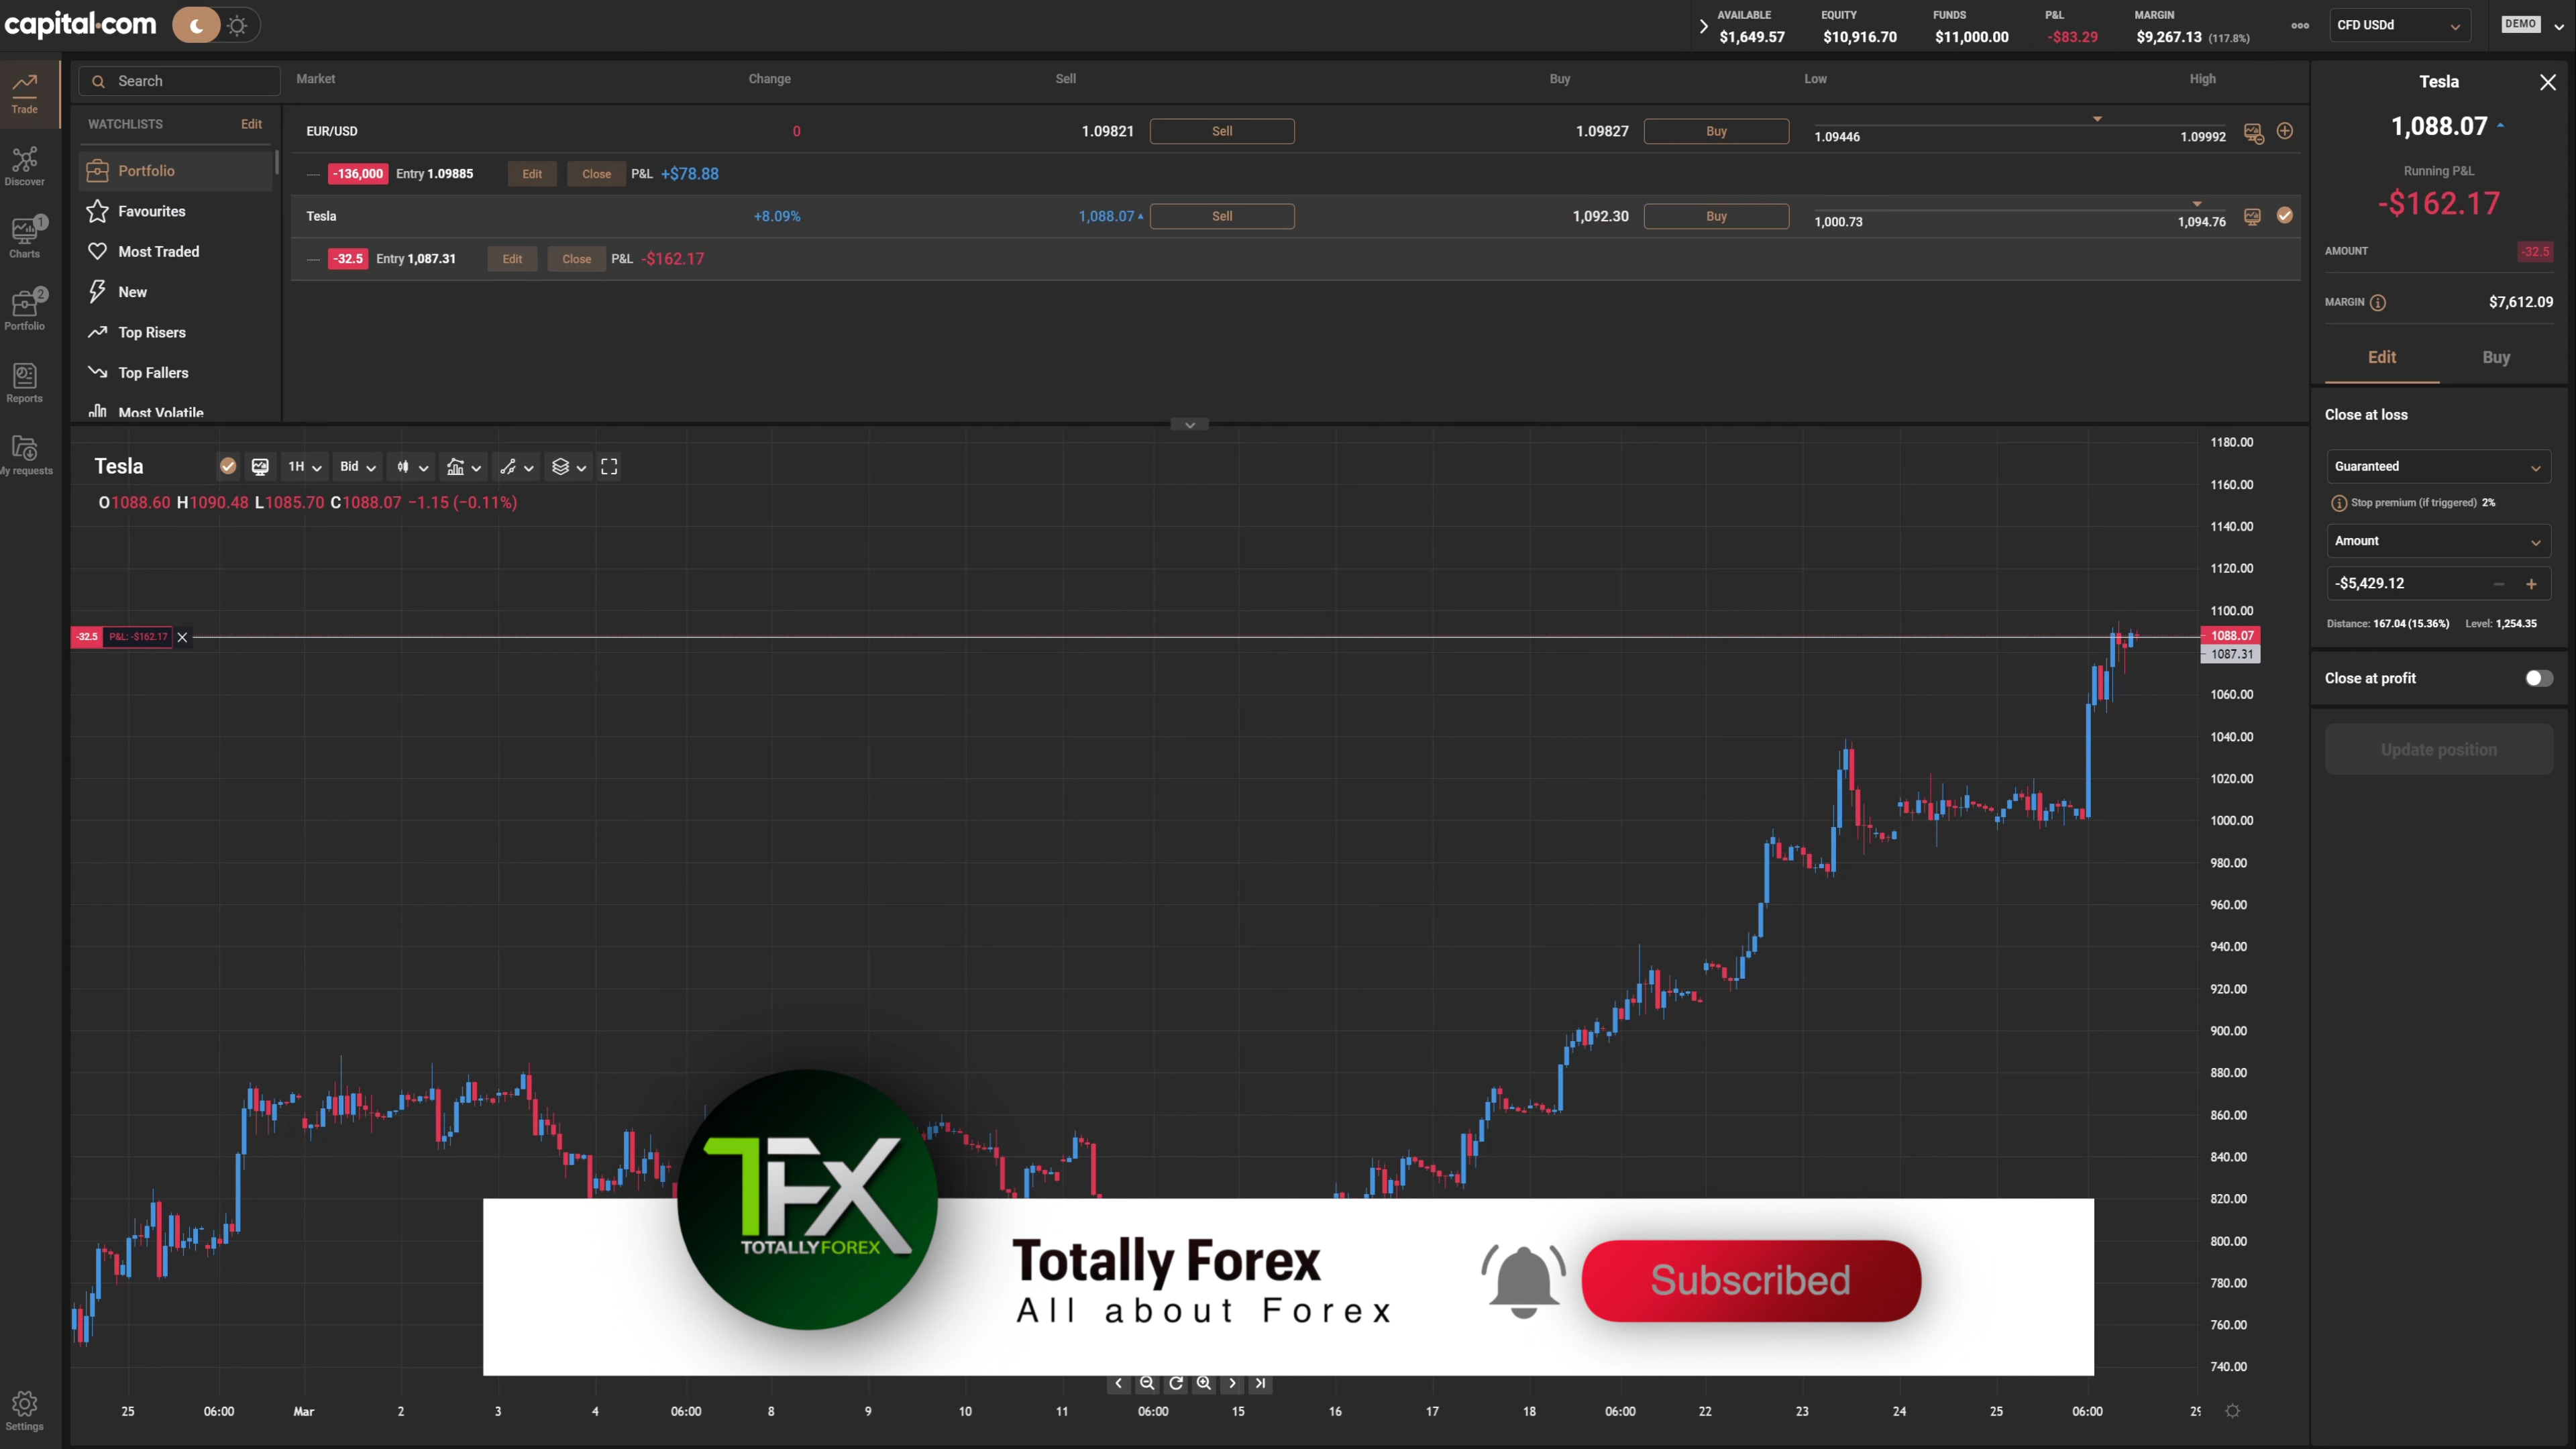 capital.com
AVAILABLE
$1,649.57
EQUITY
$10,916.70
FUNDS
$11,000.00
P&L
-$83.29
MARGIN
$9,267.13 (117.8%)
CFD USDd
DEMO
Trade
Discover
1
Charts
2
Portfolio
Reports
My requests
Settings
Search
WATCHLISTS Edit
Portfolio
Favourites
Most Traded
New
Top Risers
Top Fallers
Most Volatile
Market Change Sell Buy Low High
EUR/USD 0 1.09821 Sell 1.09827 Buy 1.09446 1.09992
-136,000 Entry 1.09885 Edit Close P&L +$78.88
Tesla +8.09% 1,088.07 Sell 1,092.30 Buy 1,000.73 1,094.76
-32.5 Entry 1,087.31 Edit Close P&L -$162.17
Tesla 1H Bid
O1088.60 H1090.48 L1085.70 C1088.07 −1.15 (−0.11%)
-32.5 P&L: -$162.17
1180.00
1160.00
1140.00
1120.00
1100.00
1088.07
1087.31
1060.00
1040.00
1020.00
1000.00
980.00
960.00
940.00
920.00
900.00
880.00
860.00
840.00
820.00
800.00
780.00
760.00
740.00
25 06:00 Mar 2 3 4 06:00 8 9 10 11 06:00 15 16 17 18 06:00 22 23 24 25 06:00 29
TFX
TOTALLYFOREX
Totally Forex
All about Forex
Subscribed
Tesla
1,088.07
Running P&L
-$162.17
AMOUNT -32.5
MARGIN $7,612.09
Edit Buy
Close at loss
Guaranteed
Stop premium (if triggered) 2%
Amount
-$5,429.12
Distance: 167.04 (15.36%) Level: 1,254.35
Close at profit
Update position